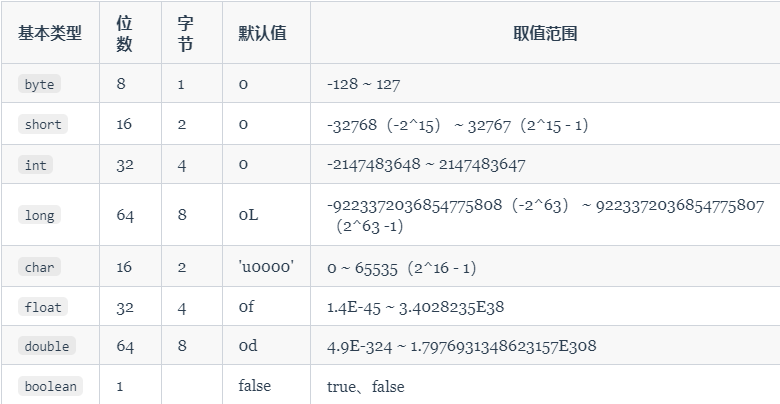 基本类型 位数 字节 默认值 取值范围
byte 8 1 0 -128 ~ 127
short 16 2 0 -32768（-2^15） ~ 32767（2^15 - 1）
int 32 4 0 -2147483648 ~ 2147483647
long 64 8 0L -9223372036854775808（-2^63） ~ 9223372036854775807
（2^63 -1）
char 16 2 'u0000' 0 ~ 65535（2^16 - 1）
float 32 4 0f 1.4E-45 ~ 3.4028235E38
double 64 8 0d 4.9E-324 ~ 1.7976931348623157E308
boolean 1 false true、false